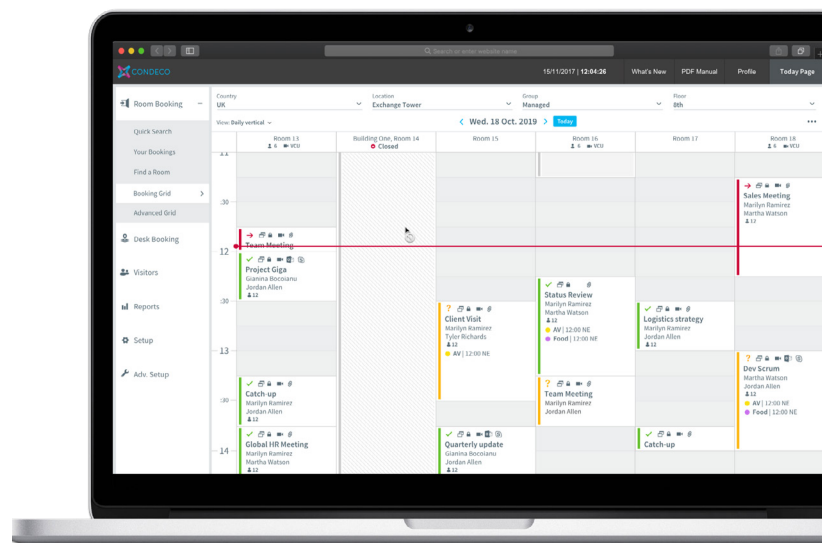 Search or enter website name
CONDECO
15/11/2017 | 12:04:26
What's New
PDF Manual
Profile
Today Page
Room Booking
Quick Search
Your Bookings
Find a Room
Booking Grid
Advanced Grid
Desk Booking
Visitors
Reports
Setup
Adv. Setup
Country
UK
Location
Exchange Tower
Group
Managed
Floor
8th
View: Daily vertical
Wed. 18 Oct. 2019
Today
Room 13
6 VCU
Building One, Room 14
Closed
Room 15
Room 16
6 VCU
Room 17
Room 18
6 VCU
11
:30
12
:30
13
:30
14
Team Meeting
Project Giga
Gianina Bocoianu
Jordan Allen
12
Catch-up
Marilyn Ramirez
Jordan Allen
12
Global HR Meeting
Marilyn Ramirez
Martha Watson
12
Client Visit
Marilyn Ramirez
Tyler Richards
12
AV | 12:00 NE
Quarterly update
Gianina Bocoianu
Jordan Allen
12
Status Review
Marilyn Ramirez
Martha Watson
12
AV | 12:00 NE
Food | 12:00 NE
Team Meeting
Marilyn Ramirez
Jordan Allen
Logistics strategy
Marilyn Ramirez
Jordan Allen
12
Catch-up
Sales Meeting
Marilyn Ramirez
Martha Watson
12
Dev Scrum
Martha Watson
Jordan Allen
12
AV | 12:00 NE
Food | 12:00 NE